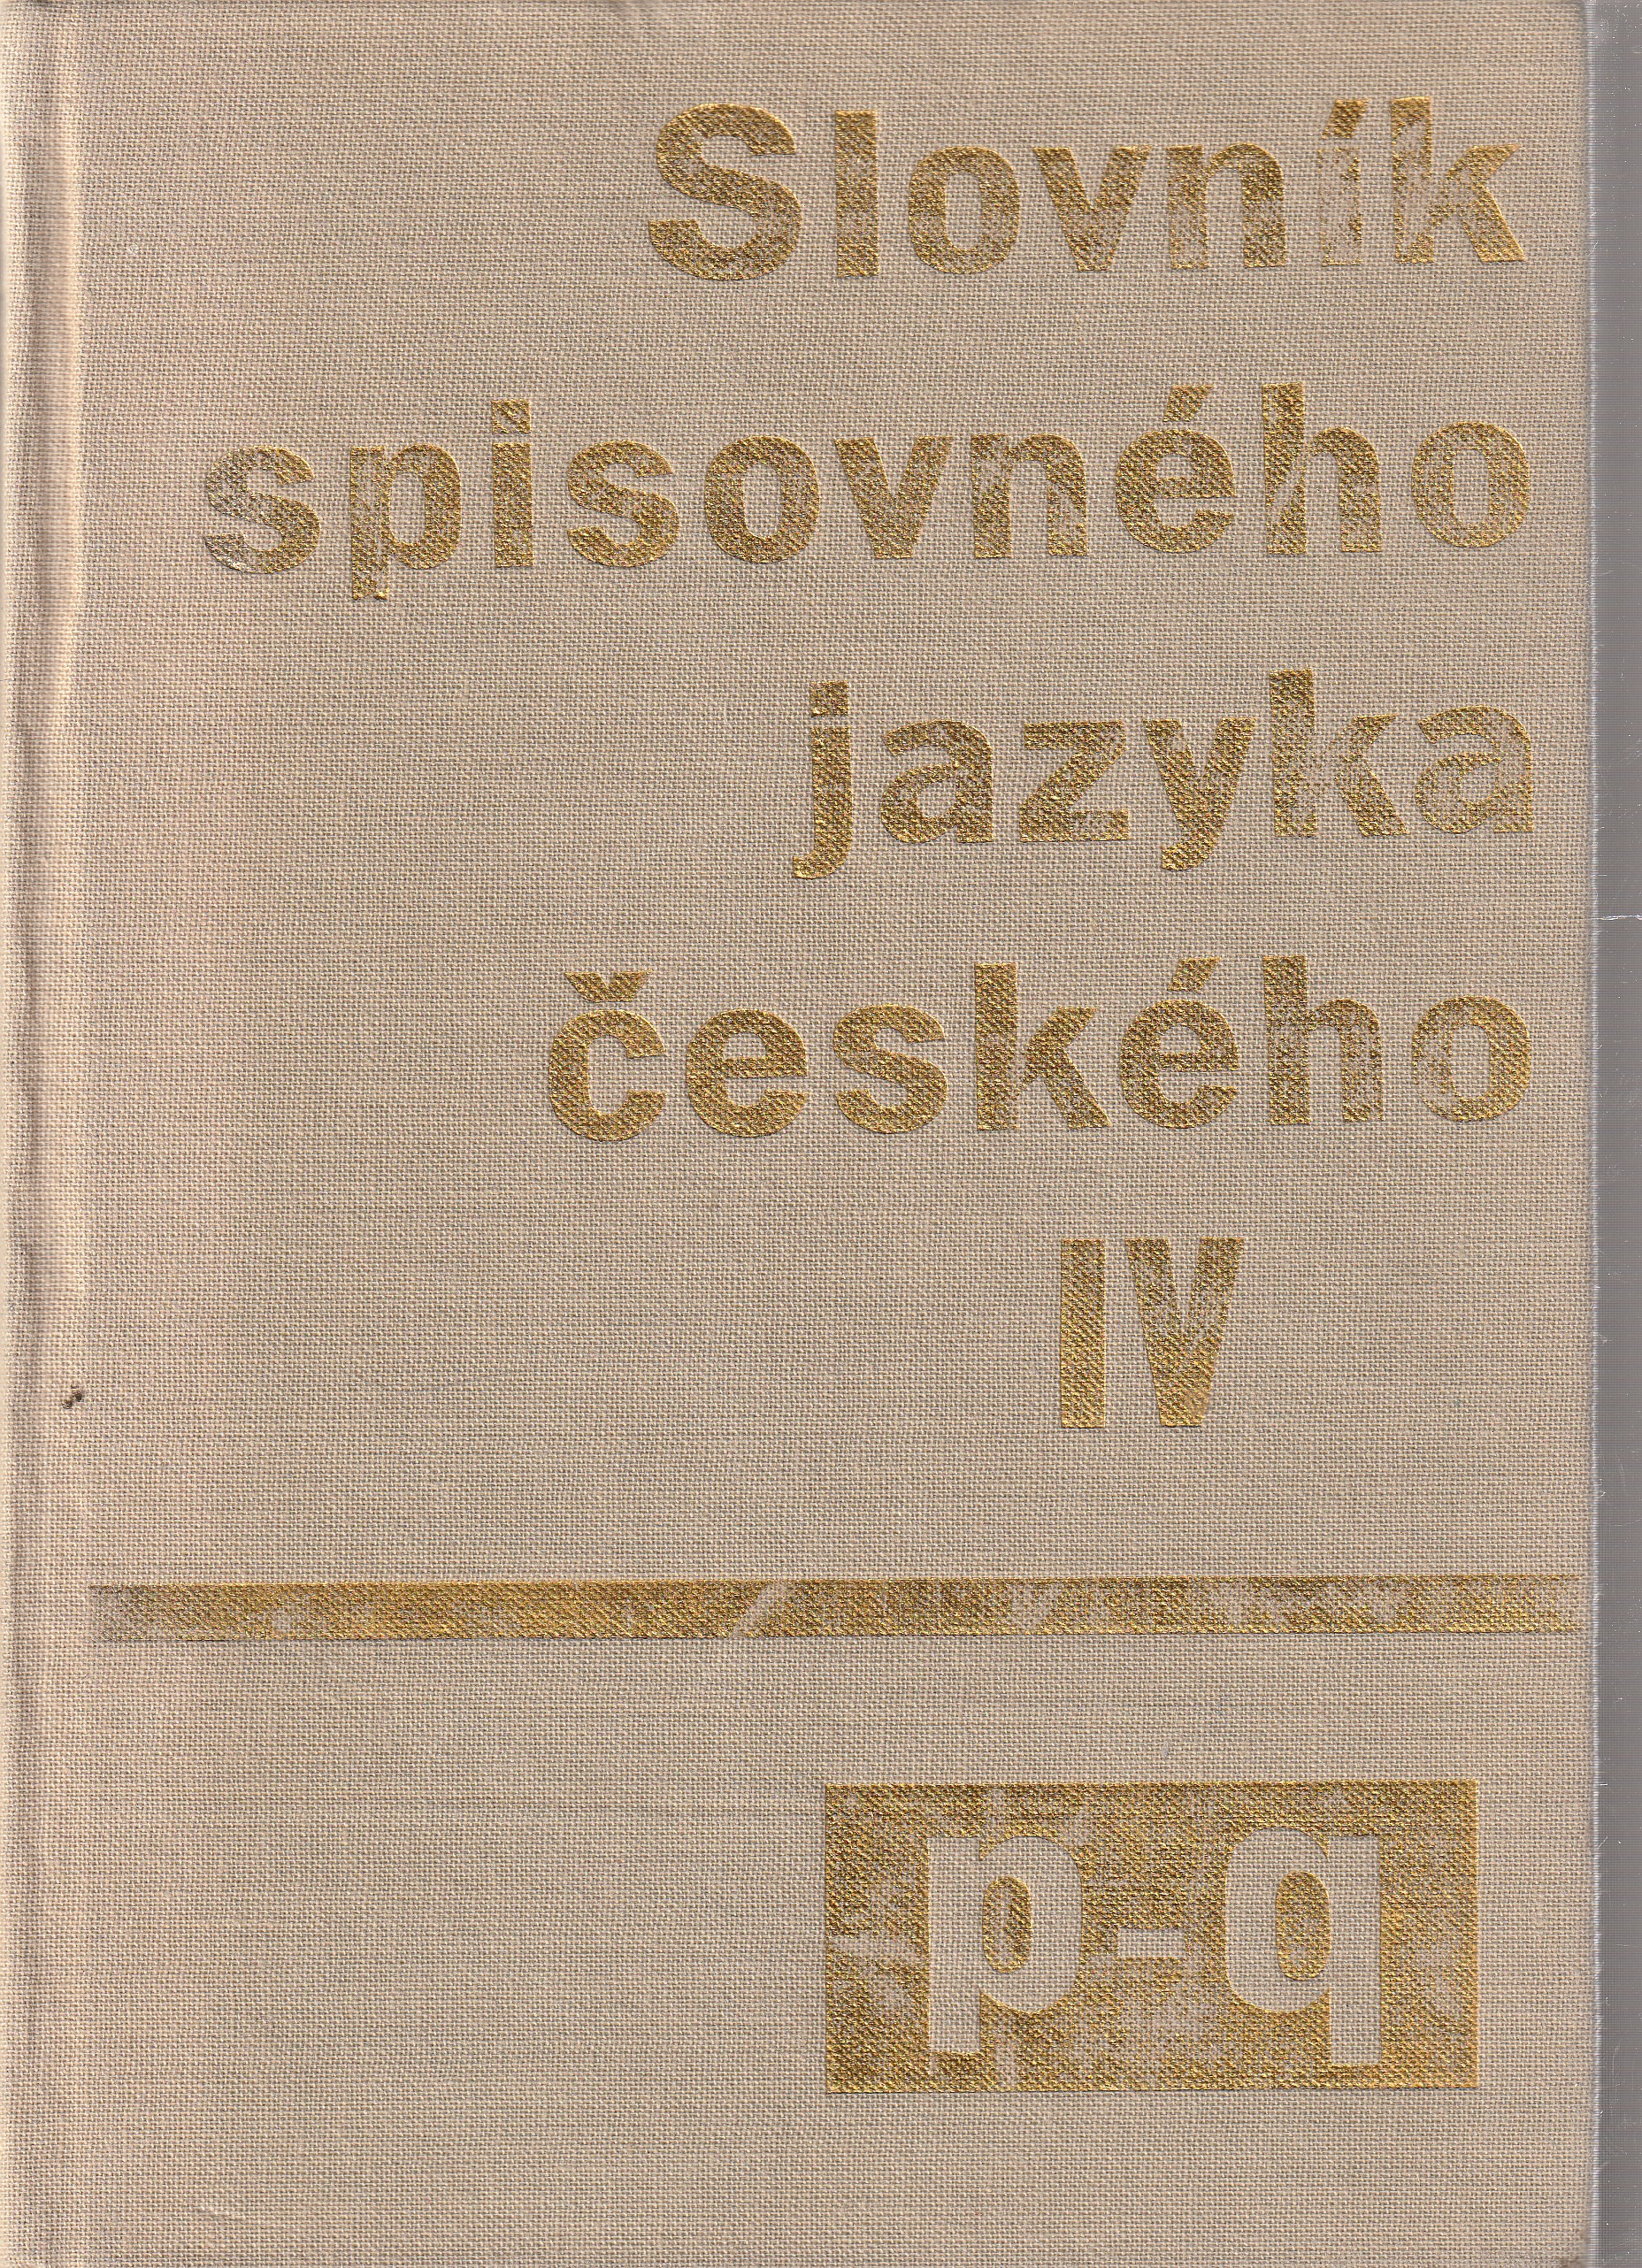 Slovník
spisovného
jazyka
českého
IV
p-q